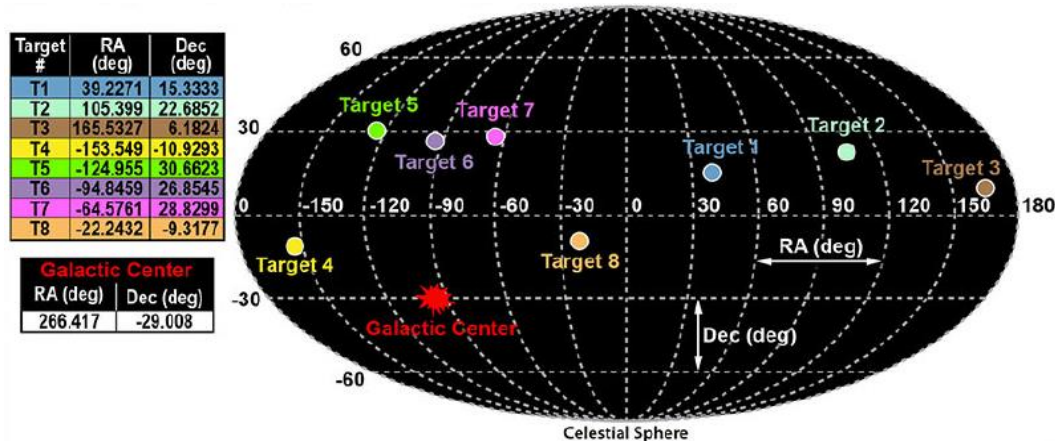 Target # RA (deg) Dec (deg)
T1 39.2271 15.3333
T2 105.399 22.6852
T3 165.5327 6.1824
T4 -153.549 -10.9293
T5 -124.955 30.6623
T6 -94.8459 26.8545
T7 -64.5761 28.8299
T8 -22.2432 -9.3177
Galactic Center
RA (deg) Dec (deg)
266.417 -29.008
60
Target 5 Target 7
30
Target 6
Target 1
Target 2
Target 3
0 -150 -120 -90 -60 -30 0 30 60 90 120 150 180
RA (deg)
Target 4
Target 8
-30
Galactic Center
Dec (deg)
-60
Celestial Sphere